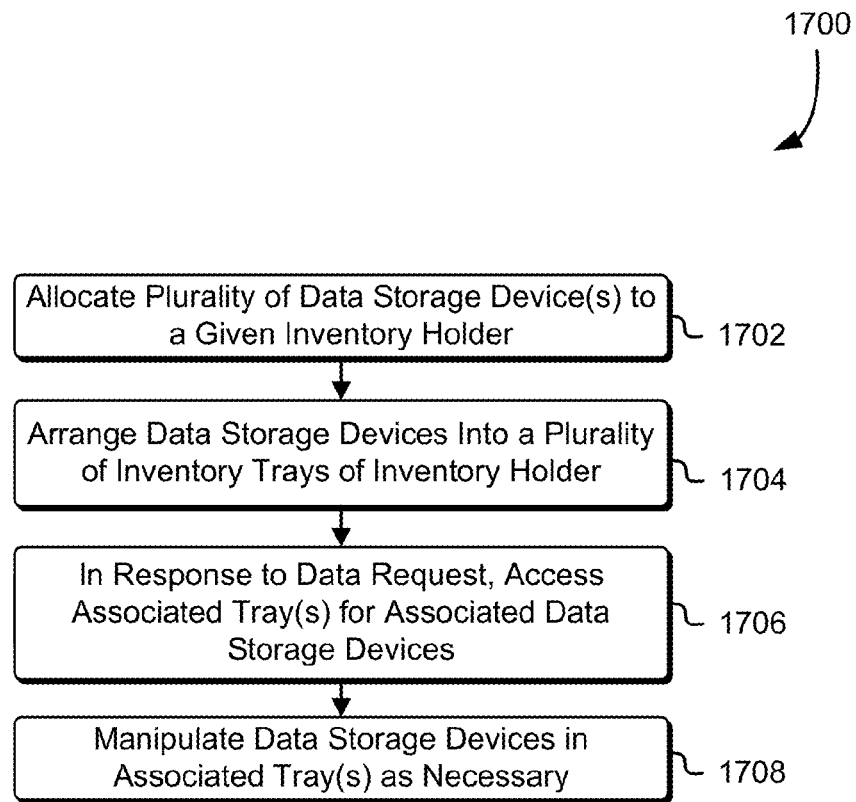 1700
Allocate Plurality of Data Storage Device(s) to
a Given Inventory Holder
1702
Arrange Data Storage Devices Into a Plurality
of Inventory Trays of Inventory Holder
1704
In Response to Data Request, Access
Associated Tray(s) for Associated Data
Storage Devices
1706
Manipulate Data Storage Devices in
Associated Tray(s) as Necessary
1708